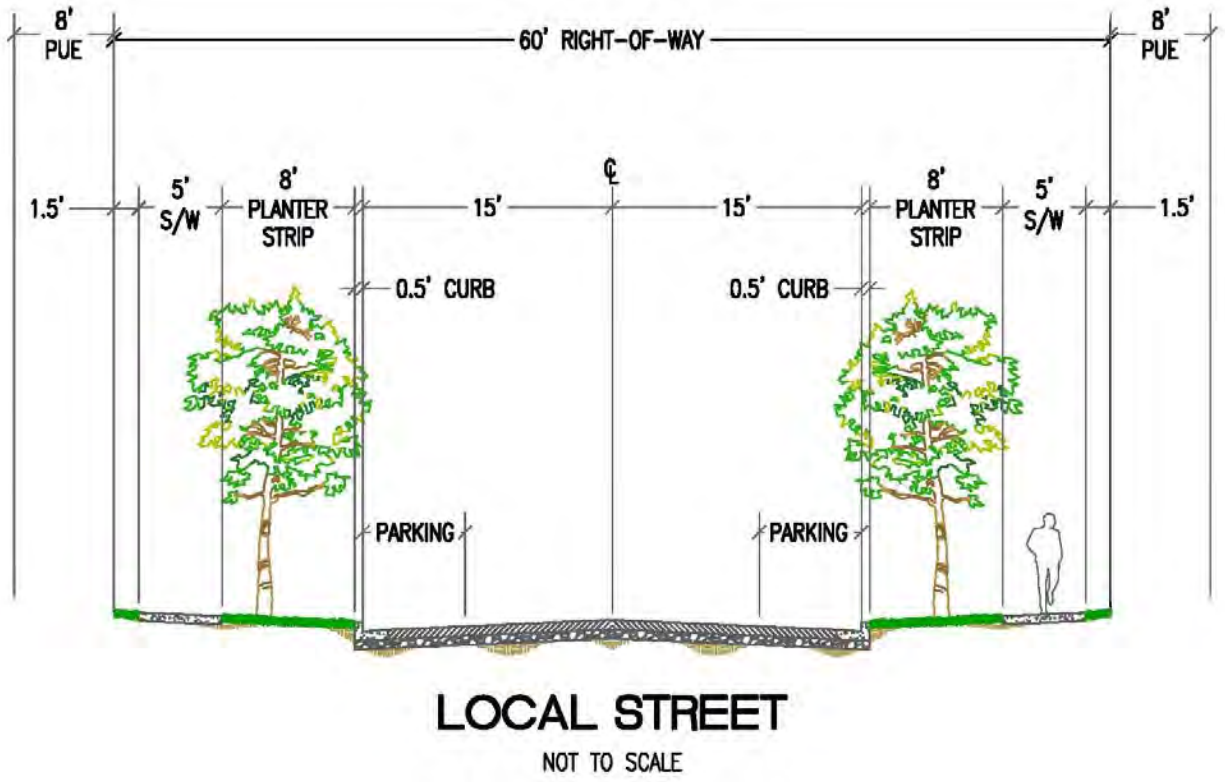 8'
PUE
60' RIGHT-OF-WAY
8'
PUE
1.5'
5'
S/W
8'
PLANTER
STRIP
15'
℄
15'
8'
PLANTER
STRIP
5'
S/W
1.5'
0.5' CURB
0.5' CURB
PARKING
PARKING
LOCAL STREET
NOT TO SCALE